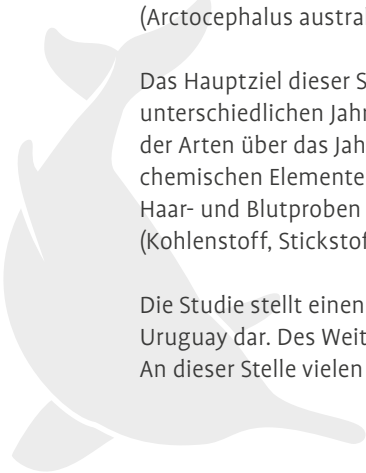 (Arctocephalus austra
Das Hauptziel dieser S
unterschiedlichen Jahr
der Arten über das Jah
chemischen Elemente
Haar- und Blutproben
(Kohlenstoff, Stickstof
Die Studie stellt einen
Uruguay dar. Des Weit
An dieser Stelle vielen